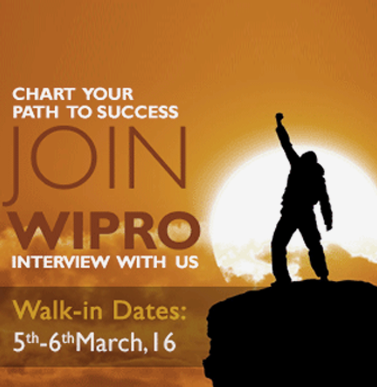 CHART YOUR
PATH TO SUCCESS
JOIN
WIPRO
INTERVIEW WITH US
Walk-in Dates:
5th-6thMarch,16